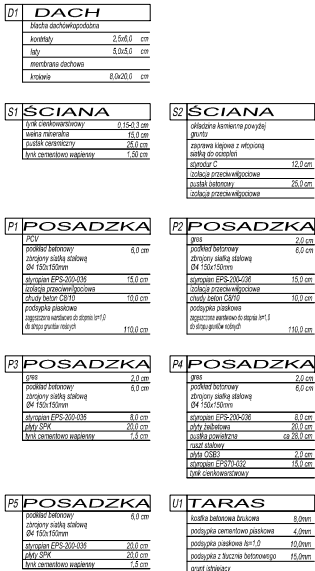 D1 DACH
blacha dachówkopodobna
kontrłaty 2,5x6,0 cm
łaty 5,0x5,0 cm
membrana dachowa
krokwie 8,0x20,0 cm
S1 ŚCIANA
tynk cienkowarstwowy 0,15-0,3 cm
wełna mineralna 15,0 cm
pustak ceramiczny 25,0 cm
tynk cementowo wapienny 1,50 cm
S2 ŚCIANA
okładzina kamienna powyżej
gruntu
zaprawa klejowa z wtopioną
siatką do ociepleń
styrodur C 12,0 cm
izolacja przeciwwilgociowa
pustak betonowy 25,0 cm
izolacja przeciwwilgociowa
P1 POSADZKA
PCV
podkład betonowy 6,0 cm
zbrojony siatką stalową
Ø4 150x150mm
styropian EPS-200-036 15,0 cm
izolacja przeciwwilgociowa
chudy beton C8/10 10,0 cm
podsypka piaskowa
zagęszczona warstwowo do stopnia Is=1,0
do stropu gruntów nośnych 110,0 cm
P2 POSADZKA
gres 2,0 cm
podkład betonowy 6,0 cm
zbrojony siatką stalową
Ø4 150x150mm
styropian EPS-200-036 15,0 cm
izolacja przeciwwilgociowa
chudy beton C8/10 10,0 cm
podsypka piaskowa
zagęszczona warstwowo do stopnia Is=1,0
do stropu gruntów nośnych 110,0 cm
P3 POSADZKA
gres 2,0 cm
podkład betonowy 6,0 cm
zbrojony siatką stalową
Ø4 150x150mm
styropian EPS-200-036 8,0 cm
płyty SPK 20,0 cm
tynk cementowo wapienny 1,5 cm
P4 POSADZKA
gres 2,0 cm
podkład betonowy 6,0 cm
zbrojony siatką stalową
Ø4 150x150mm
styropian EPS-200-036 8,0 cm
płyty żelbetowa 20,0 cm
pustka powietrzna ca 28,0 cm
ruszt stalowy
płyta OSB3 2,0 cm
styropian EPS70-032 15,0 cm
tynk cienkowarstwowy
P5 POSADZKA
podkład betonowy 6,0 cm
zbrojony siatką stalową
Ø4 150x150mm
styropian EPS-200-036 20,0 cm
płyty SPK 20,0 cm
tynk cementowo wapienny 1,5 cm
U1 TARAS
kostka betonowa brukowa 8,0mm
podsypka cementowo piaskowa 4,0mm
podsypka piaskowa Is=1,0 10,0mm
podsypka z tłucznia betonowego 15,0mm
grunt istniejący